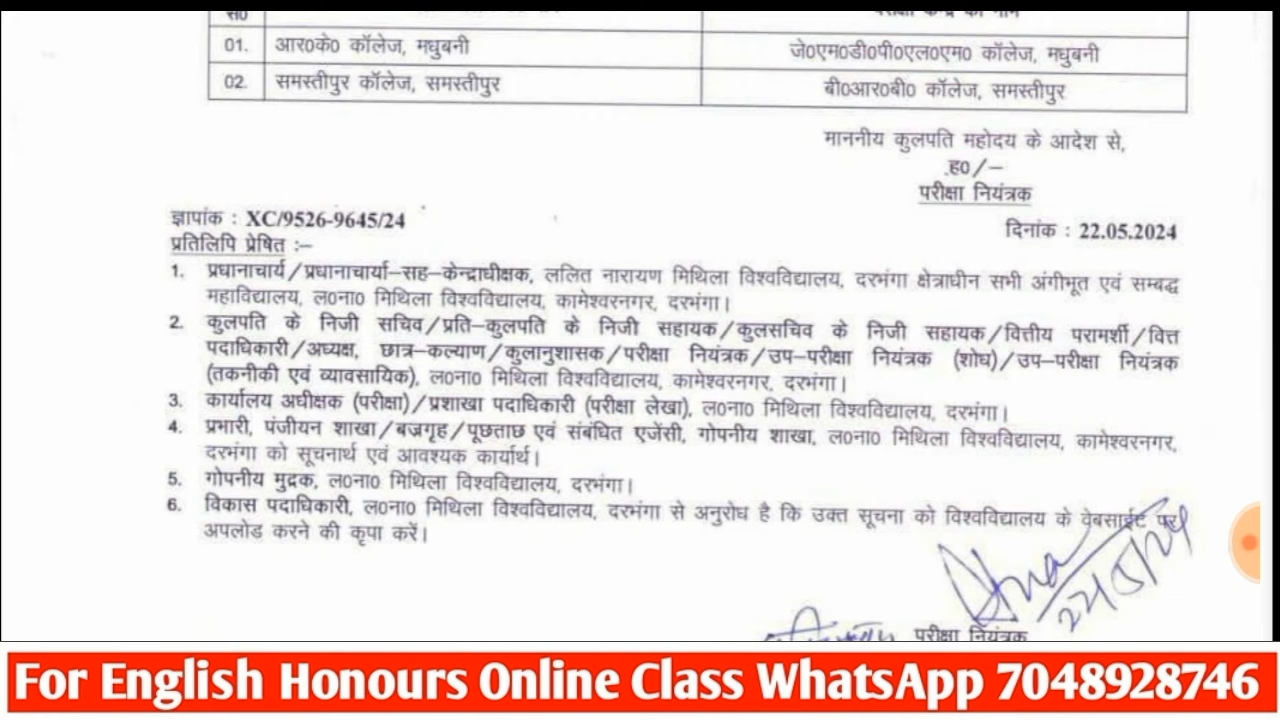 सं0
परीक्षा केन्द्र का नाम
01. आर0के0 कॉलेज, मधुबनी जे0एम0डी0पी0एल0एम0 कॉलेज, मधुबनी
02. समस्तीपुर कॉलेज, समस्तीपुर बी0आर0बी0 कॉलेज, समस्तीपुर
माननीय कुलपति महोदय के आदेश से,
ह0/–
परीक्षा नियंत्रक
ज्ञापांक : XC/9526-9645/24 दिनांक : 22.05.2024
प्रतिलिपि प्रेषित :–
1. प्रधानाचार्य/प्रधानाचार्या–सह–केन्द्राधीक्षक, ललित नारायण मिथिला विश्वविद्यालय, दरभंगा क्षेत्राधीन सभी अंगीभूत एवं सम्बद्ध
महाविद्यालय, ल0ना0 मिथिला विश्वविद्यालय, कामेश्वरनगर, दरभंगा।
2. कुलपति के निजी सचिव/प्रति–कुलपति के निजी सहायक/कुलसचिव के निजी सहायक/वित्तीय परामर्शी/वित्त
पदाधिकारी/अध्यक्ष, छात्र–कल्याण/कुलानुशासक/परीक्षा नियंत्रक/उप–परीक्षा नियंत्रक (शोध)/उप–परीक्षा नियंत्रक
(तकनीकी एवं व्यावसायिक), ल0ना0 मिथिला विश्वविद्यालय, कामेश्वरनगर, दरभंगा।
3. कार्यालय अधीक्षक (परीक्षा)/प्रशाखा पदाधिकारी (परीक्षा लेखा), ल0ना0 मिथिला विश्वविद्यालय, दरभंगा।
4. प्रभारी, पंजीयन शाखा/बज्रगृह/पूछताछ एवं संबंधित एजेंसी, गोपनीय शाखा, ल0ना0 मिथिला विश्वविद्यालय, कामेश्वरनगर,
दरभंगा को सूचनार्थ एवं आवश्यक कार्यार्थ।
5. गोपनीय मुद्रक, ल0ना0 मिथिला विश्वविद्यालय, दरभंगा।
6. विकास पदाधिकारी, ल0ना0 मिथिला विश्वविद्यालय, दरभंगा से अनुरोध है कि उक्त सूचना को विश्वविद्यालय के वेबसाईट पर
अपलोड करने की कृपा करें।
22/5/24
परीक्षा नियंत्रक
For English Honours Online Class WhatsApp 7048928746